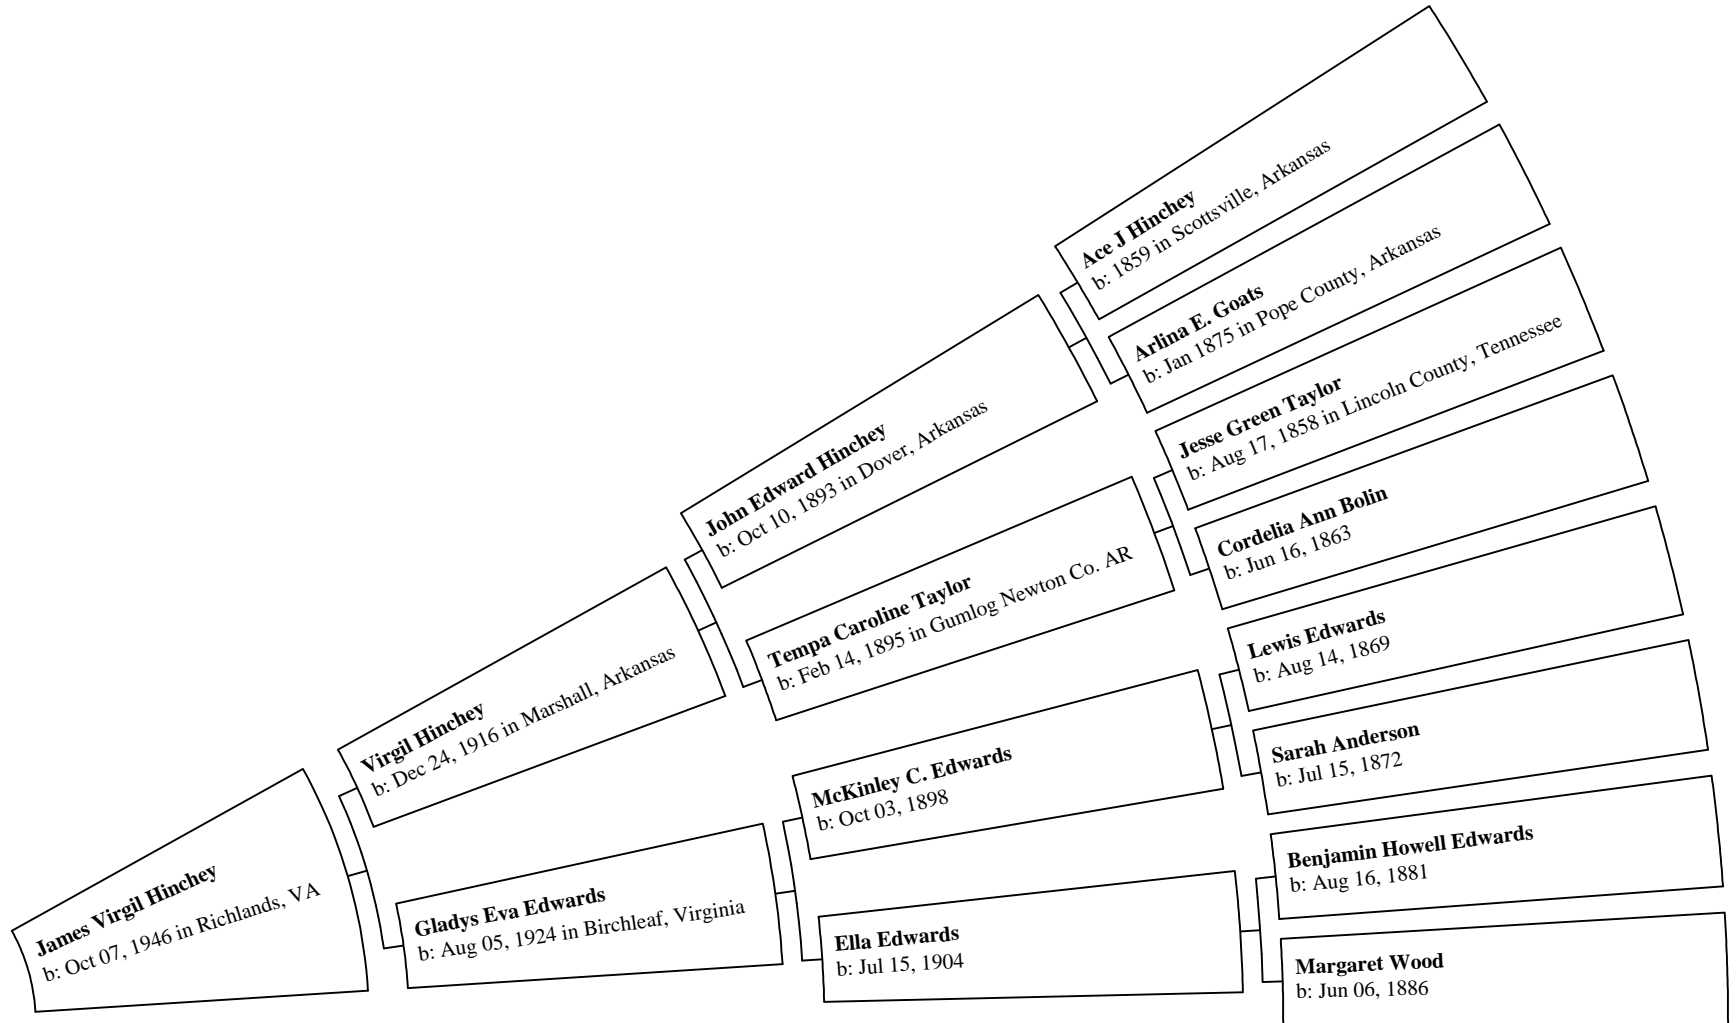 Ace J Hinchey
b: 1859 in Scottsville, Arkansas
Arlina E. Goats
b: Jan 1875 in Pope County, Arkansas
Jesse Green Taylor
b: Aug 17, 1858 in Lincoln County, Tennessee
John Edward Hinchey
b: Oct 10, 1893 in Dover, Arkansas
Cordelia Ann Bolin
b: Jun 16, 1863
Tempa Caroline Taylor
b: Feb 14, 1895 in Gumlog Newton Co. AR
Lewis Edwards
b: Aug 14, 1869
Virgil Hinchey
b: Dec 24, 1916 in Marshall, Arkansas
Sarah Anderson
b: Jul 15, 1872
McKinley C. Edwards
b: Oct 03, 1898
Benjamin Howell Edwards
b: Aug 16, 1881
James Virgil Hinchey
b: Oct 07, 1946 in Richlands, VA
Gladys Eva Edwards
b: Aug 05, 1924 in Birchleaf, Virginia
Ella Edwards
b: Jul 15, 1904
Margaret Wood
b: Jun 06, 1886